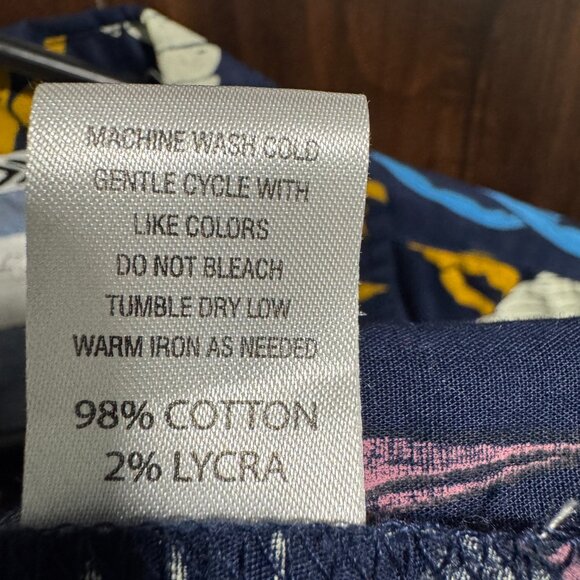 MACHINE WASH COLD
GENTLE CYCLE WITH
LIKE COLORS
DO NOT BLEACH
TUMBLE DRY LOW
WARM IRON AS NEEDED
98% COTTON
2% LYCRA